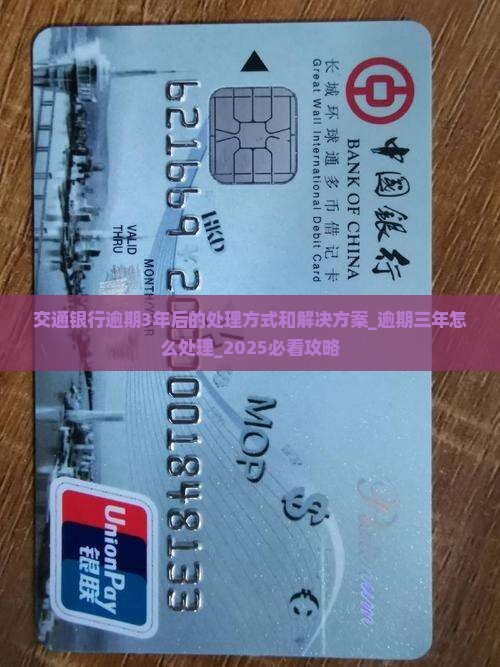 中国银行
BANK OF CHINA
长城环球通多币借记卡
Great Wall International Debit Card
621669
HKD
VALID
THRU
交通银行逾期3年后的处理方式和解决方案_逾期三年怎
么处理_2025必看攻略
MOP
$
€
UnionPay
银联